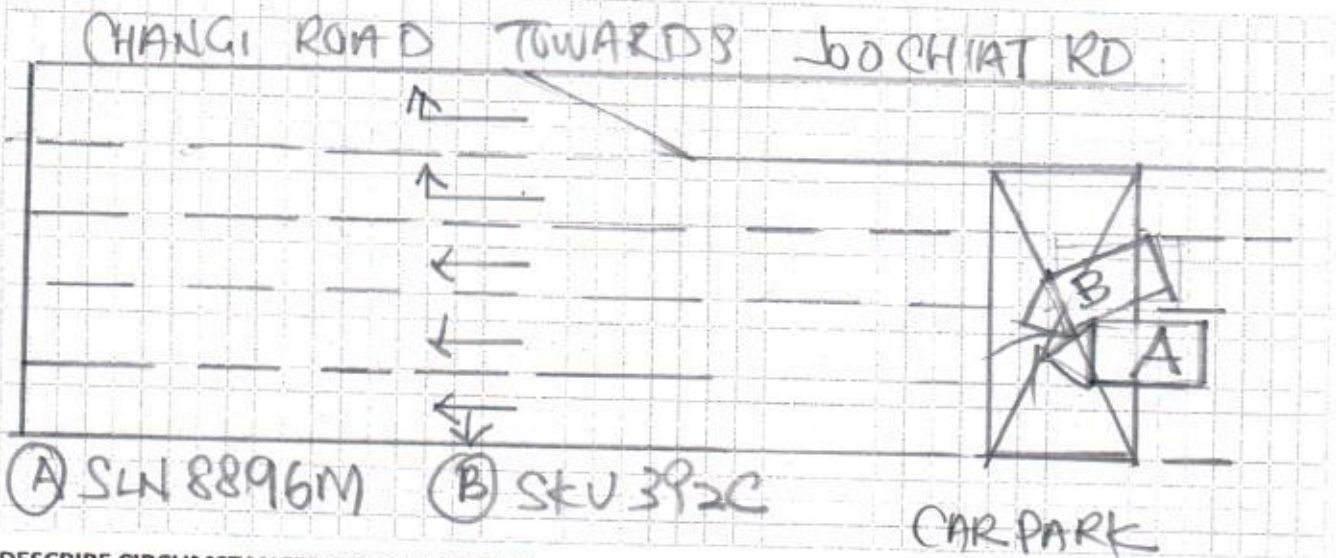 CHANGI ROAD TOWARDS JOO CHIAT RD
B
A
(A) SLN 8896M (B) SKU 392C
CAR PARK